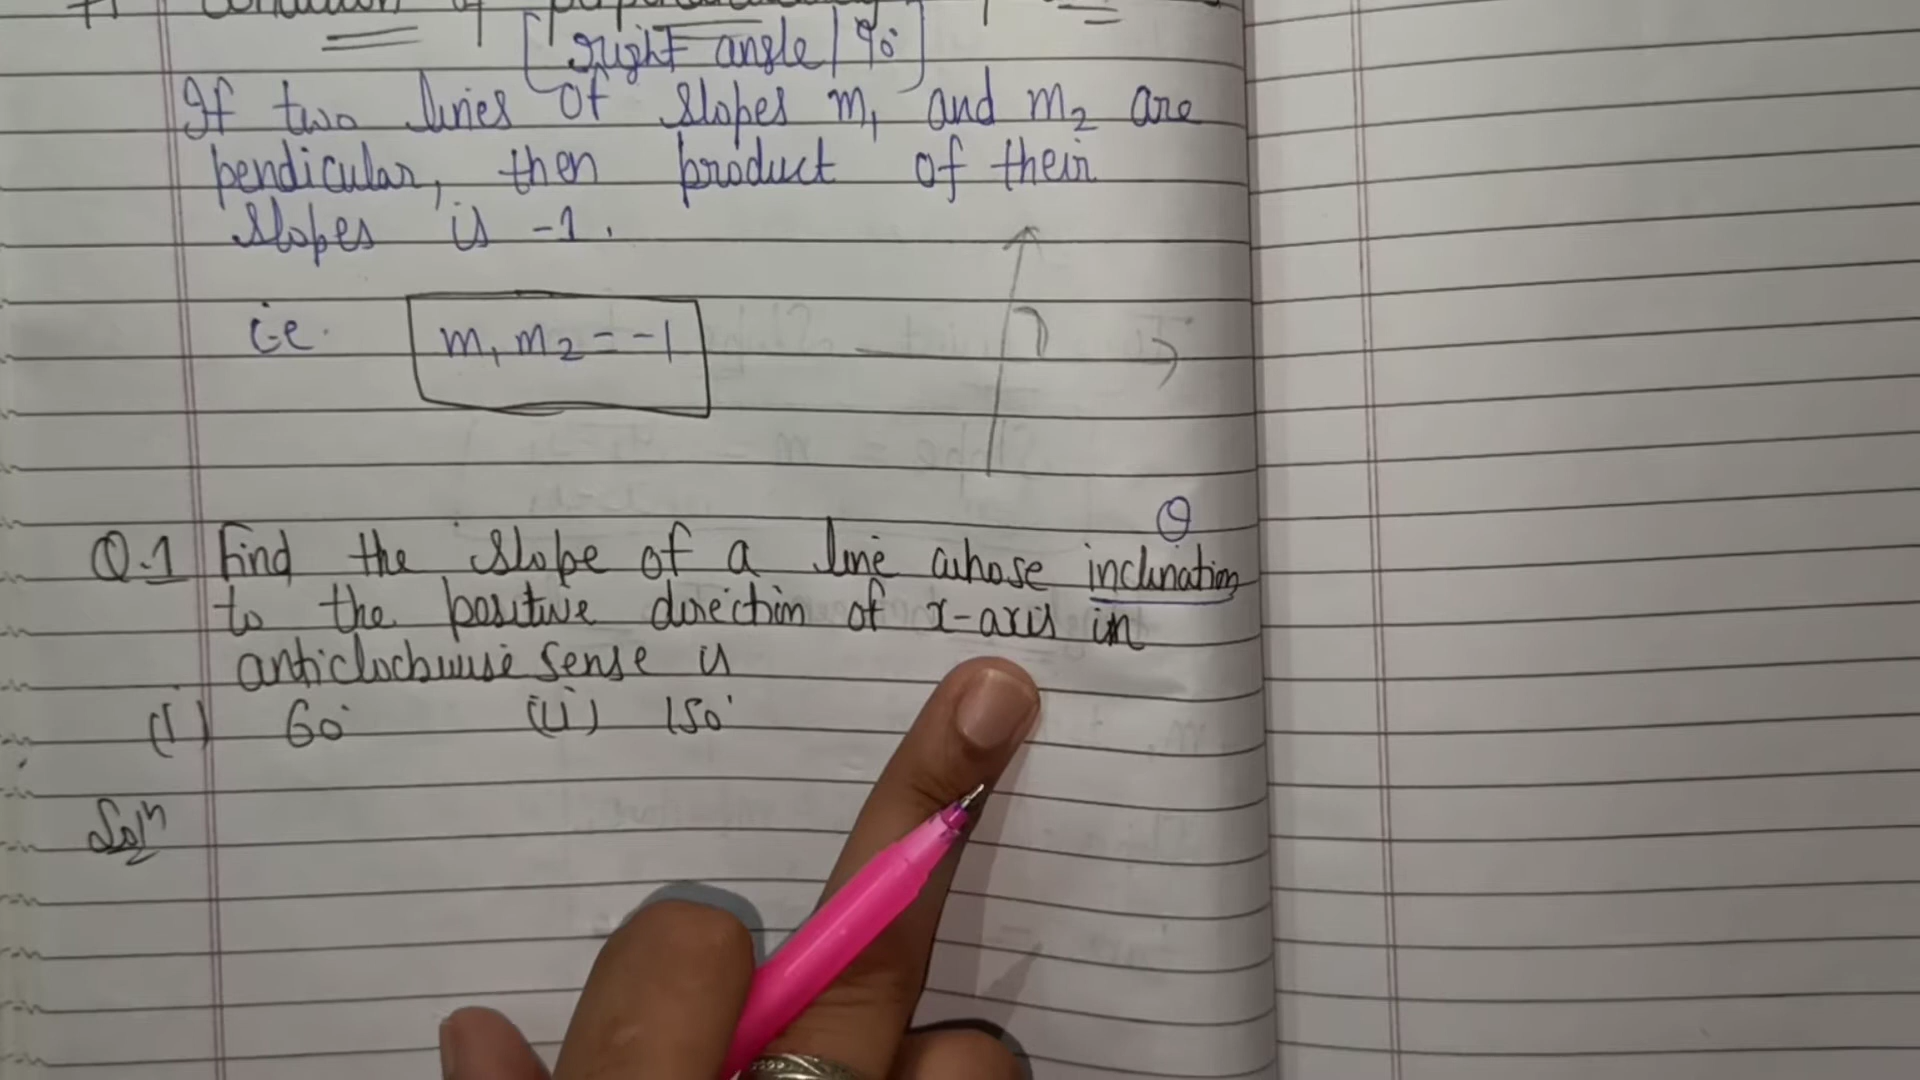 Condition of
[right angle / 90°]
If two lines of slopes m₁ and m₂ are
pendicular, then product of their
slopes is -1.
i.e. m₁ m₂ = -1
θ
Q.1 Find the slope of a line whose inclination
to the positive direction of x-axis in
anticlockwise sense is
(i) 60° (ii) 150°
Solⁿ